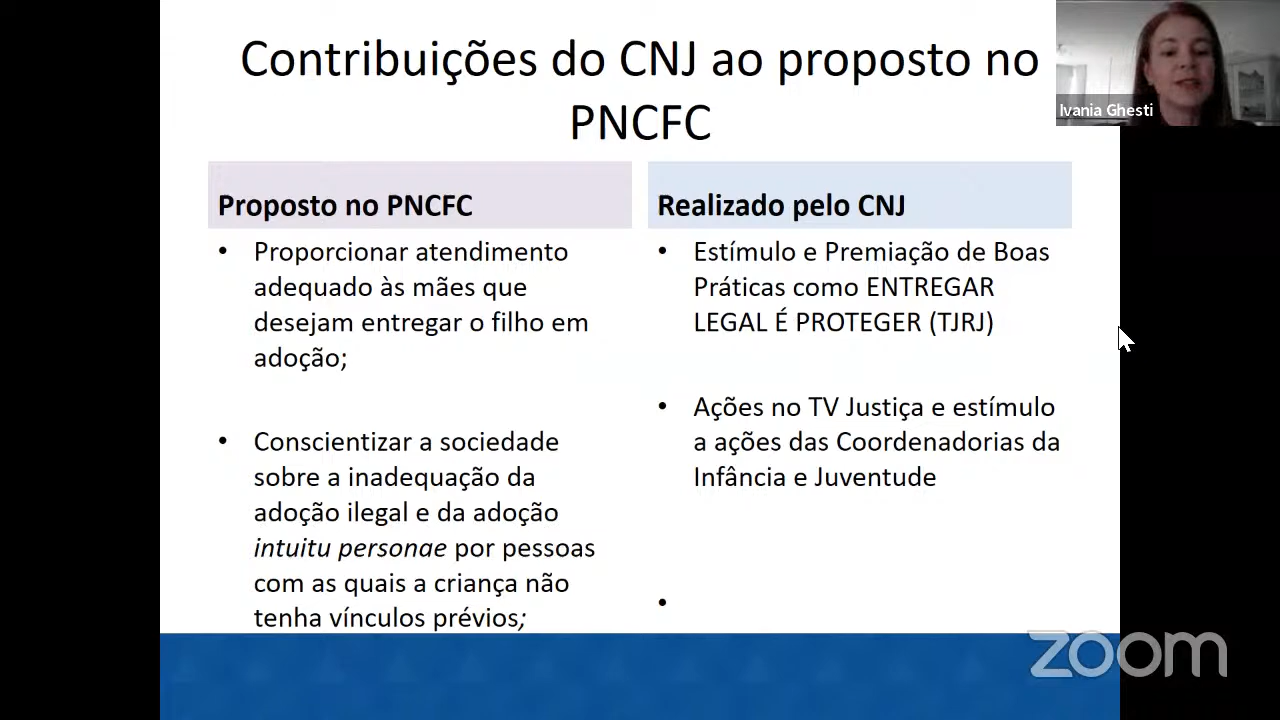 Contribuições do CNJ ao proposto no
PNCFC
Ivania Ghesti
Proposto no PNCFC
• Proporcionar atendimento
adequado às mães que
desejam entregar o filho em
adoção;
• Conscientizar a sociedade
sobre a inadequação da
adoção ilegal e da adoção
intuitu personae por pessoas
com as quais a criança não
tenha vínculos prévios;
Realizado pelo CNJ
• Estímulo e Premiação de Boas
Práticas como ENTREGAR
LEGAL É PROTEGER (TJRJ)
• Ações no TV Justiça e estímulo
a ações das Coordenadorias da
Infância e Juventude
•
zoom